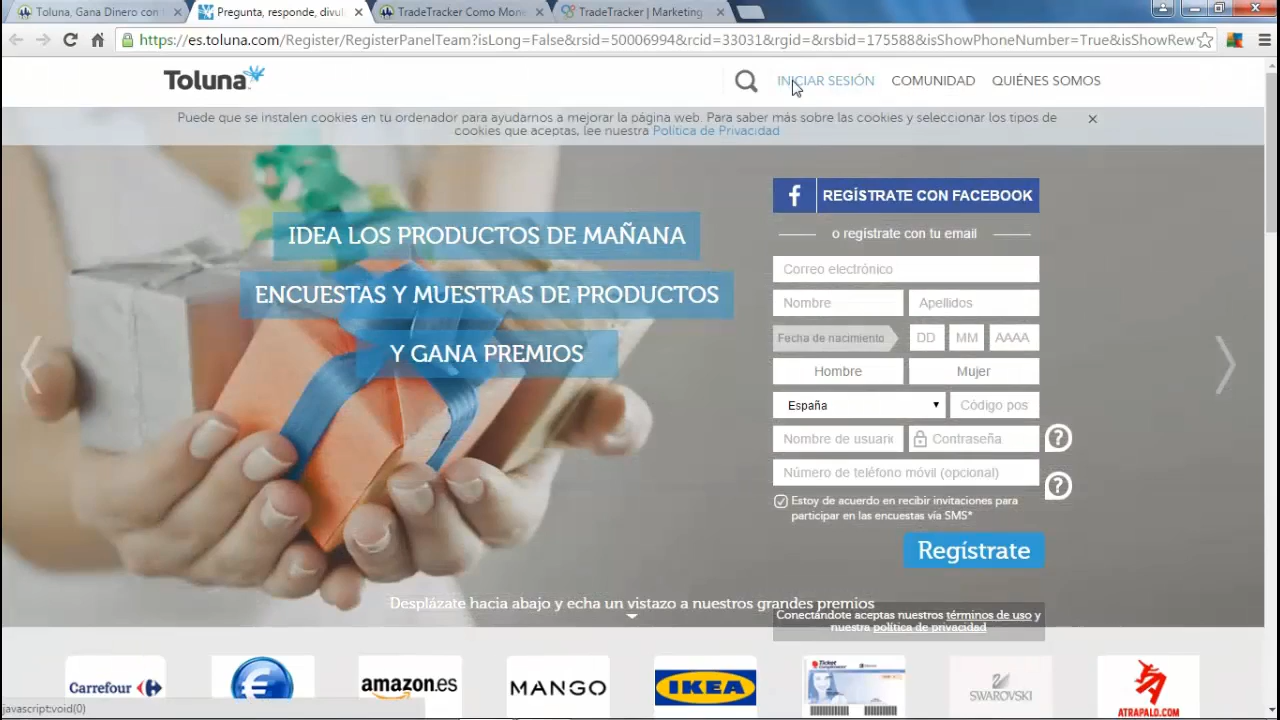 Toluna, Gana Dinero con
Pregunta, responde, divul
TradeTracker Como Mone
TradeTracker | Marketing
https://es.toluna.com/Register/RegisterPanelTeam?isLong=False&rsid=50006994&rcid=33031&rgid=&rsbid=175588&isShowPhoneNumber=True&isShowRew
Toluna
INICIAR SESIÓN
COMUNIDAD
QUIÉNES SOMOS
Puede que se instalen cookies en tu ordenador para ayudarnos a mejorar la página web. Para saber más sobre las cookies y seleccionar los tipos de
cookies que aceptas, lee nuestra Política de Privacidad
IDEA LOS PRODUCTOS DE MAÑANA
ENCUESTAS Y MUESTRAS DE PRODUCTOS
Y GANA PREMIOS
f REGÍSTRATE CON FACEBOOK
o regístrate con tu email
Correo electrónico
Nombre
Apellidos
Fecha de nacimiento
DD
MM
AAAA
Hombre
Mujer
España
Código pos
Nombre de usuari
Contraseña
?
Número de teléfono móvil (opcional)
?
Estoy de acuerdo en recibir invitaciones para
participar en las encuestas vía SMS*
Regístrate
Desplázate hacia abajo y echa un vistazo a nuestros grandes premios
Conectándote aceptas nuestros términos de uso y
nuestra política de privacidad
Carrefour
€
amazon.es
MANGO
IKEA
Ticket
SWAROVSKI
ATRAPALO.COM
javascript:void(0)